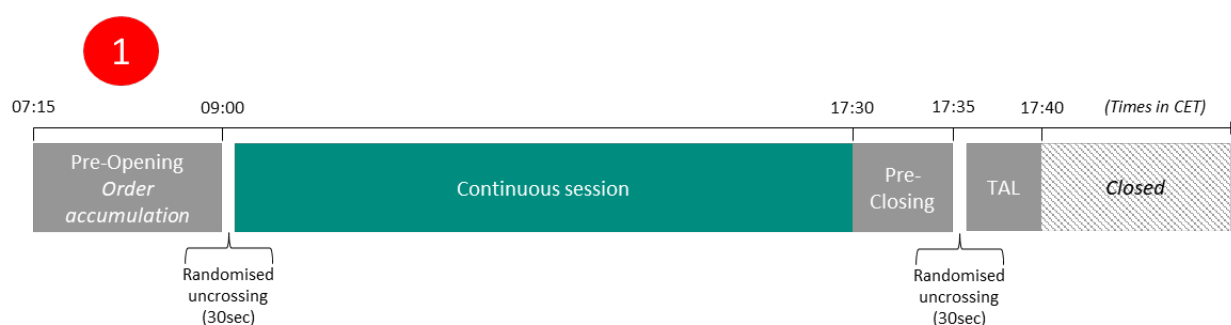 1
07:15 09:00 17:30 17:35 17:40 (Times in CET)
Pre-Opening
Order
accumulation
Continuous session
Pre-
Closing
TAL
Closed
Randomised
uncrossing
(30sec)
Randomised
uncrossing
(30sec)